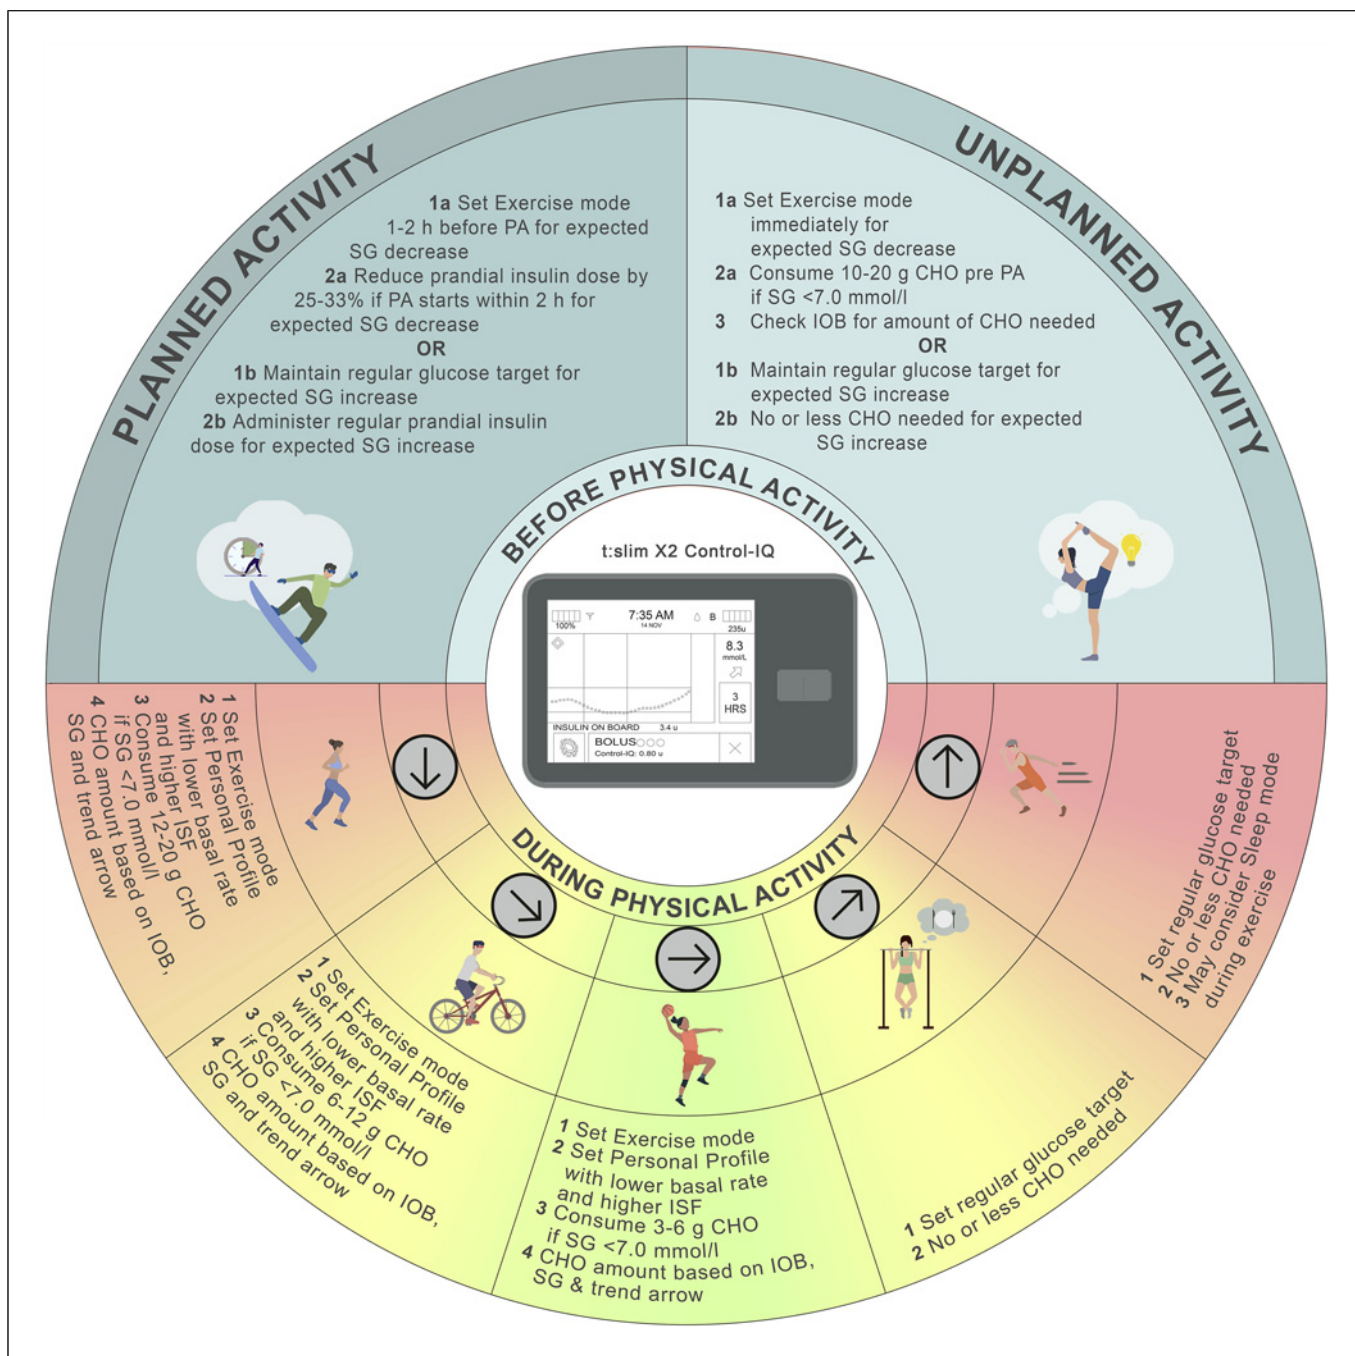 PLANNED ACTIVITY
1a Set Exercise mode
1-2 h before PA for expected
SG decrease
2a Reduce prandial insulin dose by
25-33% if PA starts within 2 h for
expected SG decrease
OR
1b Maintain regular glucose target for
expected SG increase
2b Administer regular prandial insulin
dose for expected SG increase
UNPLANNED ACTIVITY
1a Set Exercise mode
immediately for
expected SG decrease
2a Consume 10-20 g CHO pre PA
if SG <7.0 mmol/l
3 Check IOB for amount of CHO needed
OR
1b Maintain regular glucose target for
expected SG increase
2b No or less CHO needed for expected
SG increase
BEFORE PHYSICAL ACTIVITY
t:slim X2 Control-IQ
100%
7:35 AM
14 NOV
B
235u
8.3
mmol/L
3
HRS
INSULIN ON BOARD 3.4 u
BOLUS
Control-IQ: 0.80 u
DURING PHYSICAL ACTIVITY
1 Set Exercise mode
2 Set Personal Profile
with lower basal rate
and higher ISF
3 Consume 12-20 g CHO
if SG <7.0 mmol/l
4 CHO amount based on IOB,
SG and trend arrow
1 Set Exercise mode
2 Set Personal Profile
with lower basal rate
and higher ISF
3 Consume 6-12 g CHO
if SG <7.0 mmol/l
4 CHO amount based on IOB,
SG and trend arrow
1 Set Exercise mode
2 Set Personal Profile
with lower basal rate
and higher ISF
3 Consume 3-6 g CHO
if SG <7.0 mmol/l
4 CHO amount based on IOB,
SG & trend arrow
1 Set regular glucose target
2 No or less CHO needed
1 Set regular glucose target
2 No or less CHO needed
3 May consider Sleep mode
during exercise